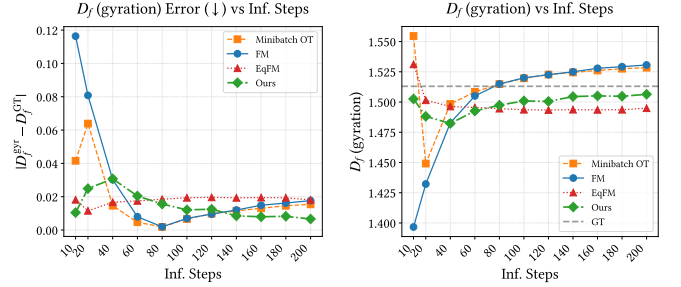 D_f (gyration) Error (↓) vs Inf. Steps
|D_f^gyr − D_f^GT|
0.12
0.10
0.08
0.06
0.04
0.02
0.00
10
20
40
60
80
100
120
140
160
180
200
Inf. Steps
Minibatch OT
FM
EqFM
Ours
D_f (gyration) vs Inf. Steps
D_f (gyration)
1.550
1.525
1.500
1.475
1.450
1.425
1.400
10
20
40
60
80
100
120
140
160
180
200
Inf. Steps
Minibatch OT
FM
EqFM
Ours
GT